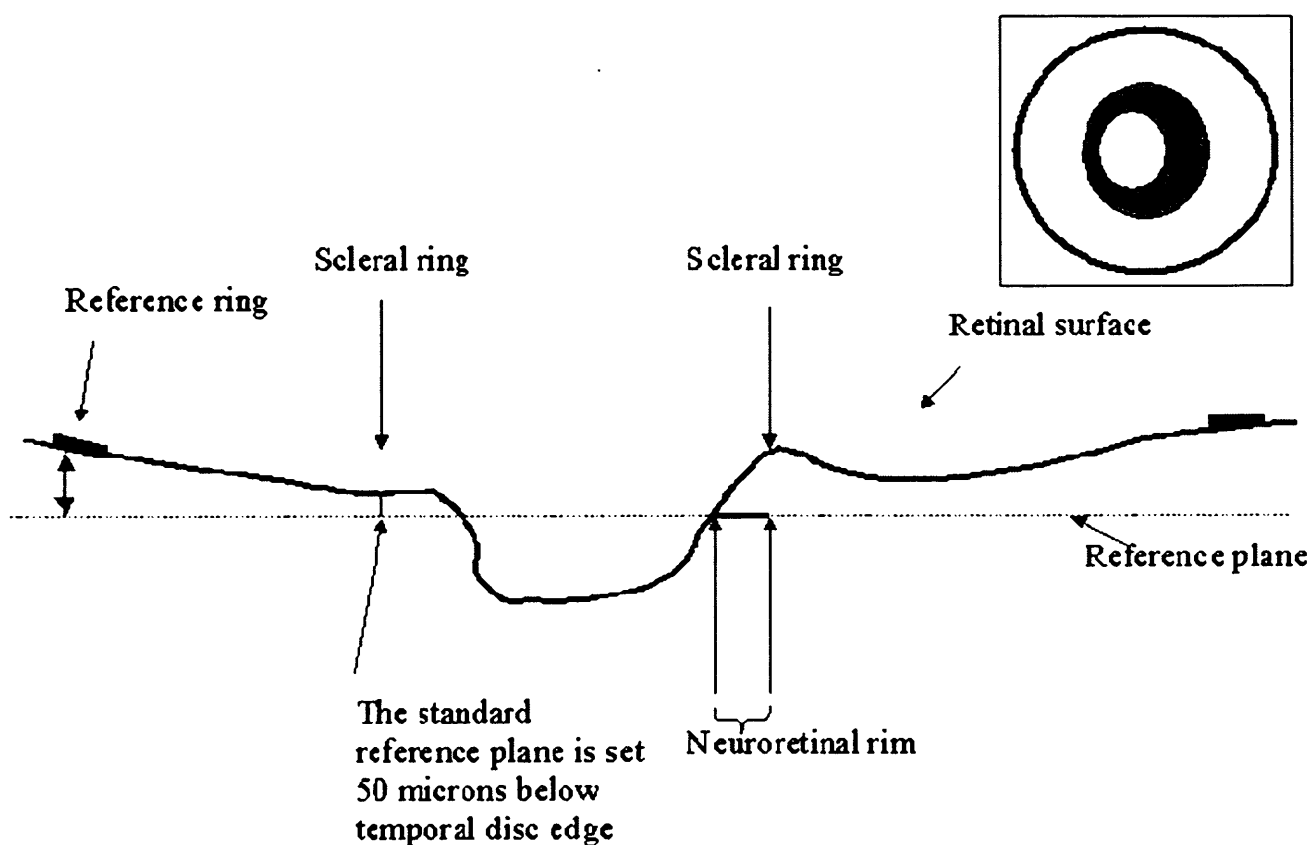 Scleral ring
Scleral ring
Reference ring
Retinal surface
Reference plane
The standard
reference plane is set
50 microns below
temporal disc edge
Neuroretinal rim